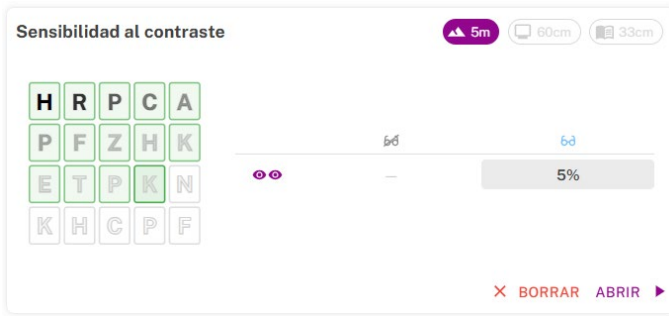 Sensibilidad al contraste
5m 60cm 33cm
H R P C A
P F Z H K
E T P K N
K H C P F
— 5%
BORRAR ABRIR